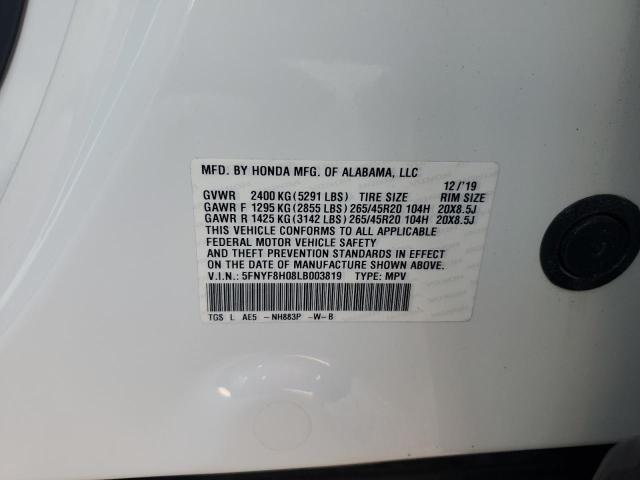 MFD. BY HONDA MFG. OF ALABAMA, LLC
12/'19
GVWR 2400 KG(5291 LBS) TIRE SIZE RIM SIZE
GAWR F 1295 KG(2855 LBS)265/45R20 104H 20X8.5J
GAWR R 1425 KG(3142 LBS)265/45R20 104H 20X8.5J
THIS VEHICLE CONFORMS TO ALL APPLICABLE
FEDERAL MOTOR VEHICLE SAFETY
AND THEFT PREVENTION STANDARDS IN EFFECT
ON THE DATE OF MANUFACTURE SHOWN ABOVE.
V.I.N.: 5FNYF8H08LB003819 TYPE: MPV
TGS L AE5 -NH883P -W-B